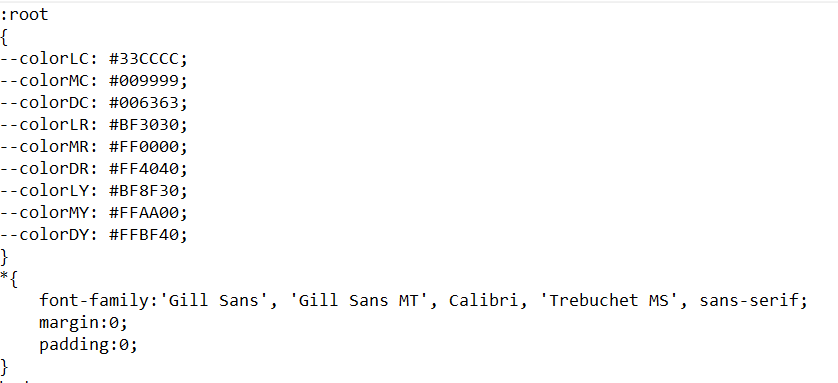 :root
{
--colorLC: #33CCCC;
--colorMC: #009999;
--colorDC: #006363;
--colorLR: #BF3030;
--colorMR: #FF0000;
--colorDR: #FF4040;
--colorLY: #BF8F30;
--colorMY: #FFAA00;
--colorDY: #FFBF40;
}
*{
    font-family:'Gill Sans', 'Gill Sans MT', Calibri, 'Trebuchet MS', sans-serif;
    margin:0;
    padding:0;
}